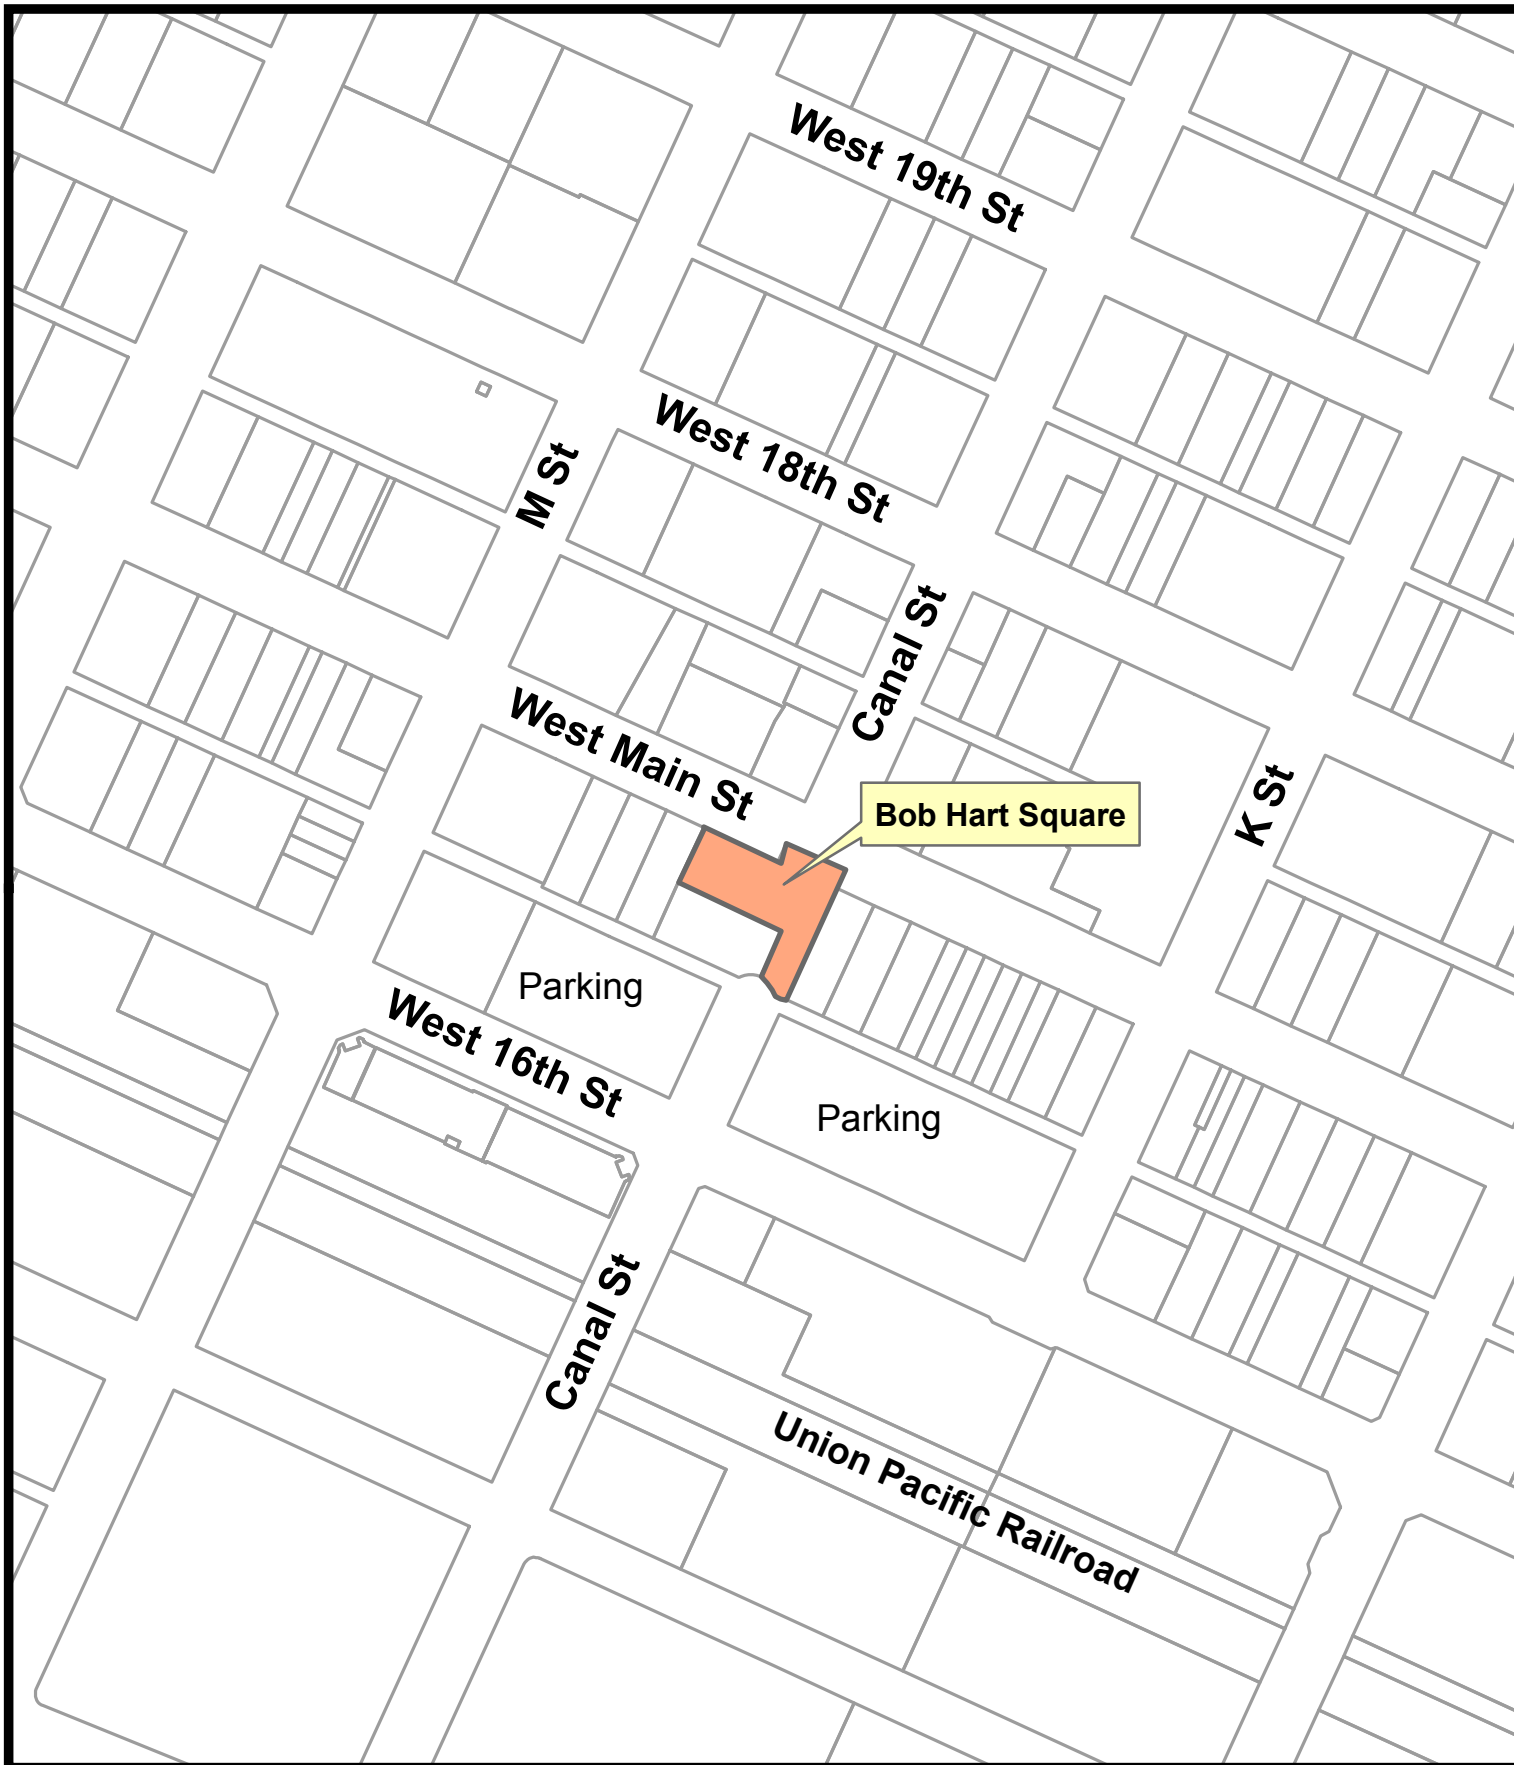 West 19th St
West 18th St
M St
Canal St
West Main St
K St
Bob Hart Square
Parking
West 16th St
Parking
Canal St
Union Pacific Railroad